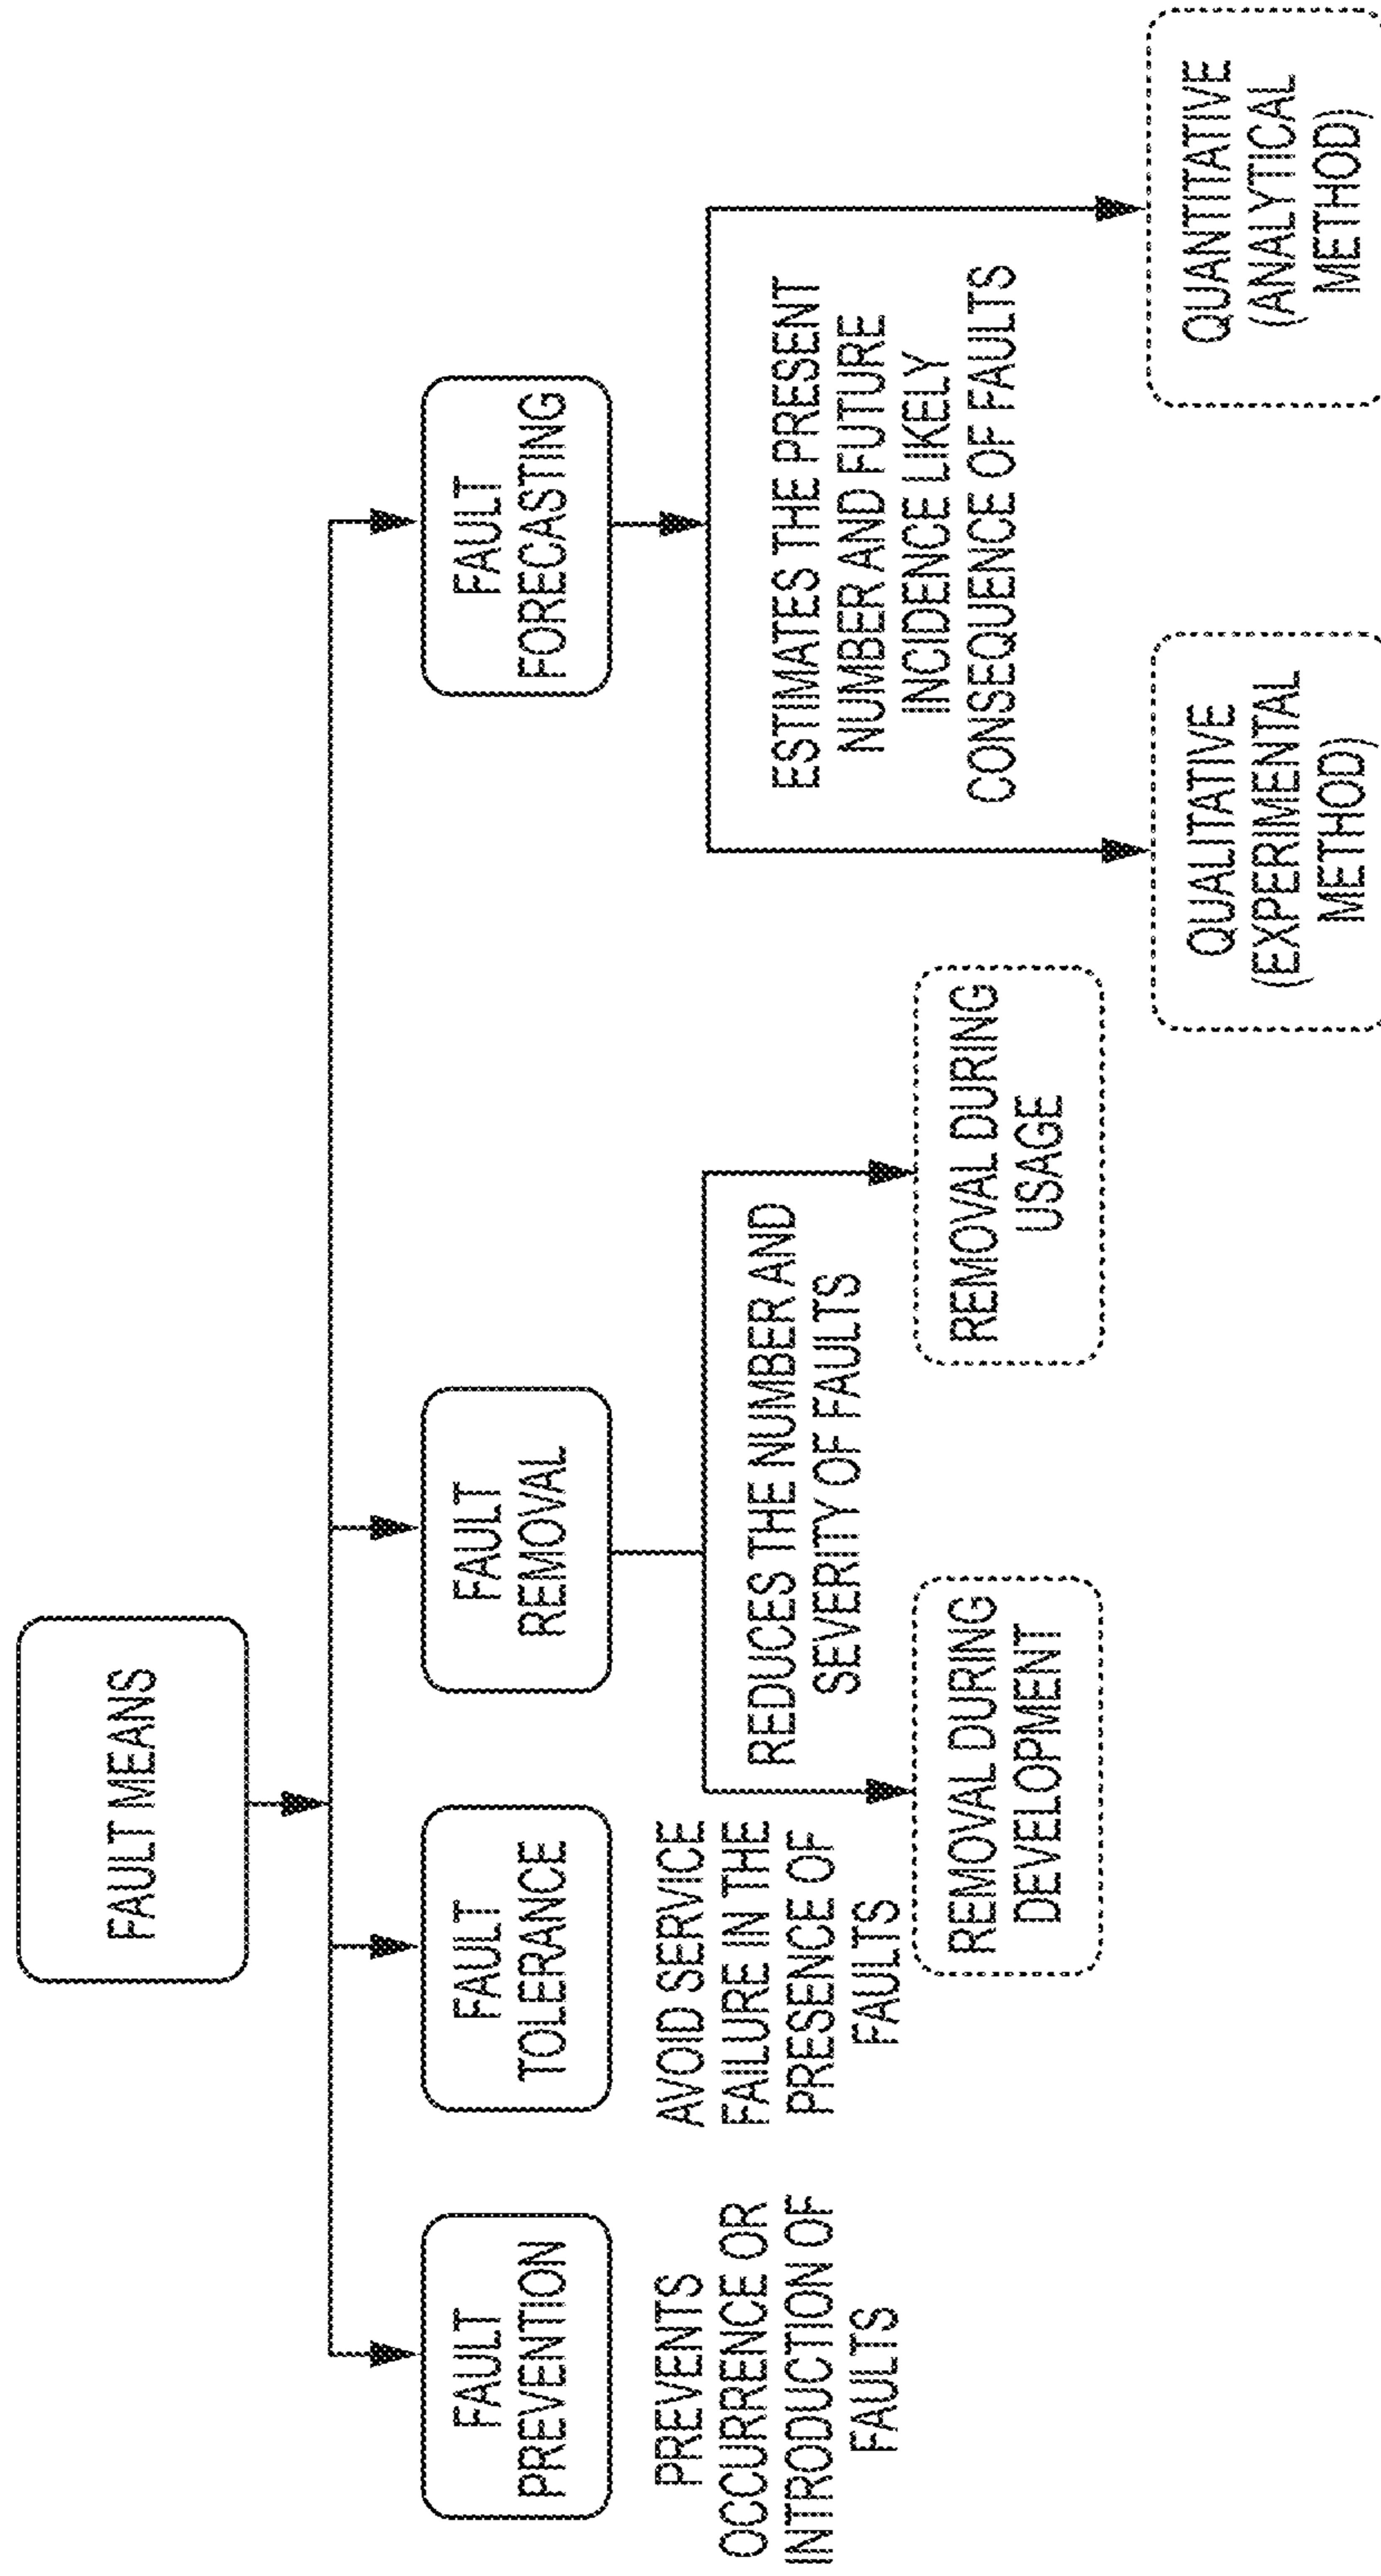 FAULT MEANS
FAULT
PREVENTION
FAULT
TOLERANCE
FAULT
REMOVAL
FAULT
FORECASTING
PREVENTS
OCCURRENCE OR
INTRODUCTION OF
FAULTS
AVOID SERVICE
FAILURE IN THE
PRESENCE OF
FAULTS
REDUCES THE NUMBER AND
SEVERITY OF FAULTS
ESTIMATES THE PRESENT
NUMBER AND FUTURE
INCIDENCE LIKELY
CONSEQUENCE OF FAULTS
REMOVAL DURING
DEVELOPMENT
REMOVAL DURING
USAGE
QUALITATIVE
(EXPERIMENTAL
METHOD)
QUANTITATIVE
(ANALYTICAL
METHOD)